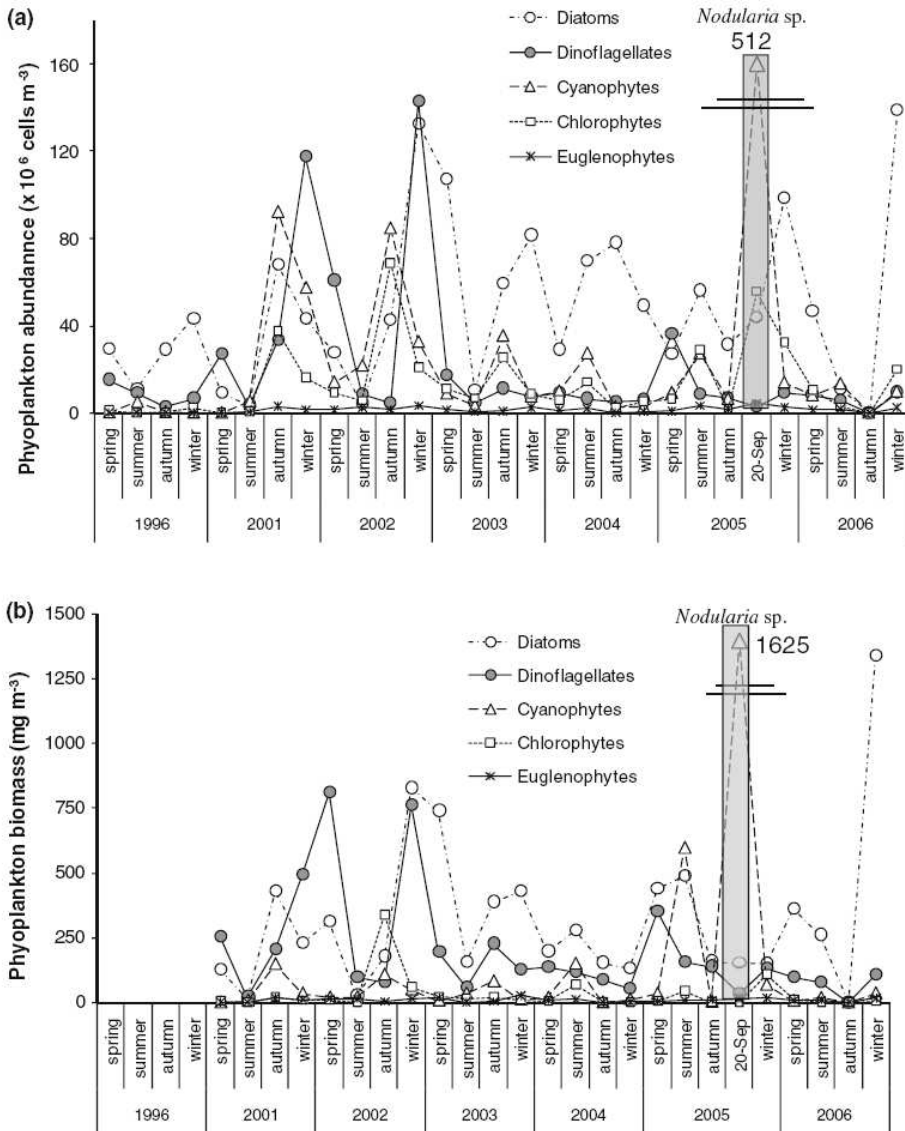 (a)
Nodularia sp.
512
Diatoms
Dinoflagellates
Cyanophytes
Chlorophytes
Euglenophytes
Phyoplankton abundannce (x 10⁶ cells m⁻³)
160
120
80
40
0
spring summer autumn winter spring summer autumn winter spring summer autumn winter spring summer autumn winter spring summer autumn winter spring summer autumn 20-Sep winter spring summer autumn winter
1996 2001 2002 2003 2004 2005 2006
(b)
Nodularia sp.
1625
Diatoms
Dinoflagellates
Cyanophytes
Chlorophytes
Euglenophytes
Phyoplankton biomass (mg m⁻³)
1500
1250
1000
750
500
250
0
spring summer autumn winter spring summer autumn winter spring summer autumn winter spring summer autumn winter spring summer autumn winter spring summer autumn 20-Sep winter spring summer autumn winter
1996 2001 2002 2003 2004 2005 2006